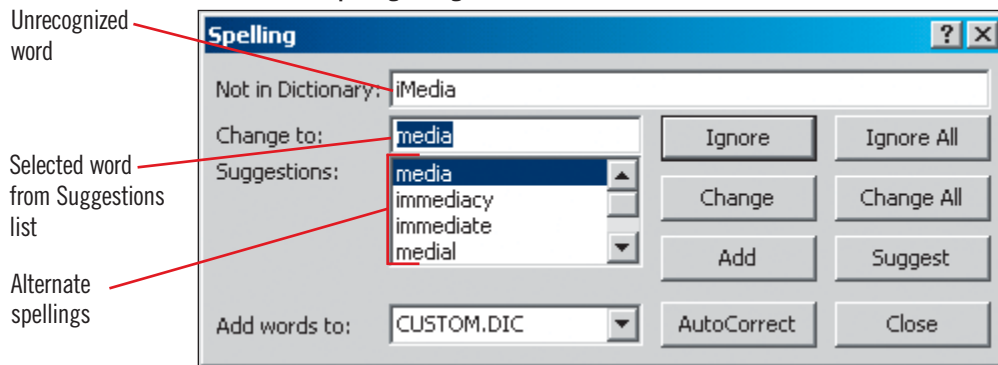 Unrecognized
word
Spelling
Not in Dictionary: iMedia
Change to: media Ignore Ignore All
Selected word
from Suggestions
list
Suggestions: media
immediacy Change Change All
immediate
medial Add Suggest
Alternate
spellings
Add words to: CUSTOM.DIC AutoCorrect Close